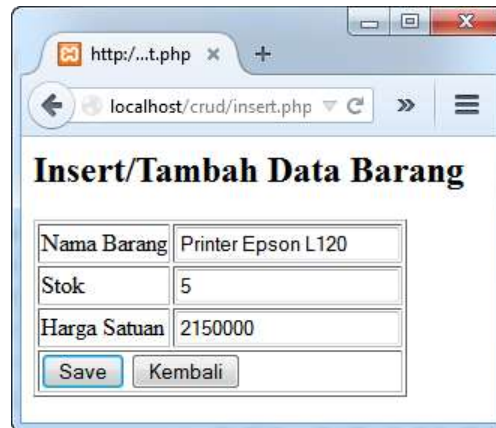 http:/...t.php
localhost/crud/insert.php
Insert/Tambah Data Barang
Nama Barang Printer Epson L120
Stok 5
Harga Satuan 2150000
Save Kembali